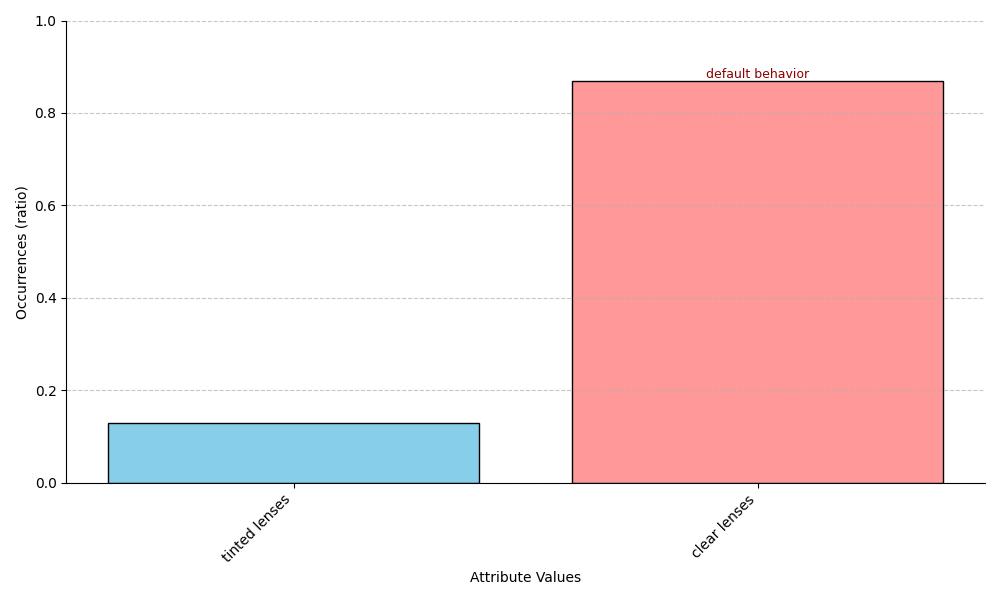 1.0
default behavior
0.8
0.6
0.4
0.2
0.0
Occurrences (ratio)
tinted lenses
clear lenses
Attribute Values